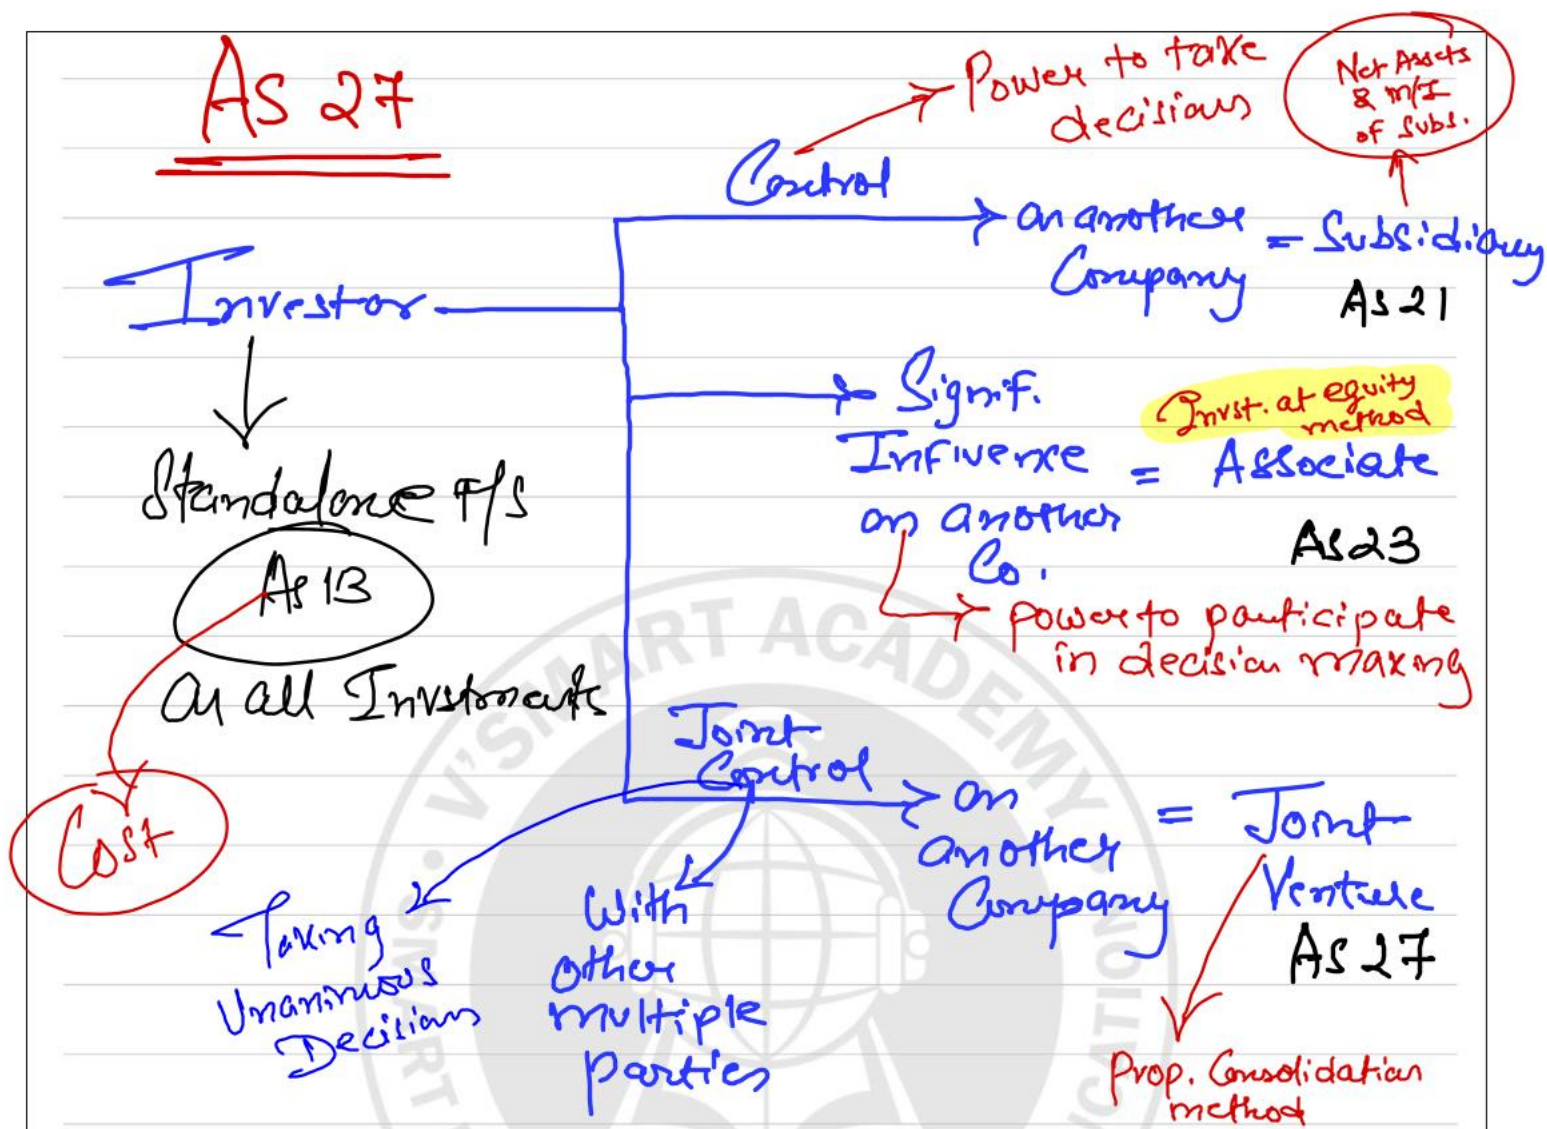 AS 27
Power to take
decisions
Net Assets
& M/I
of Subs.
Control
on another
Company
= Subsidiary
AS 21
Investor
Standalone F/S
AS 13
on all Invstments
Cost
Signif.
Influence
on another
Co.
Invst. at equity
method
= Associate
AS 23
Power to participate
in decision making
Joint
Control
on
another
Company
= Joint
Venture
AS 27
Taking
Unanimous
Decisions
With
other
multiple
parties
Prop. Consolidation
method
V'SMART ACADEMY